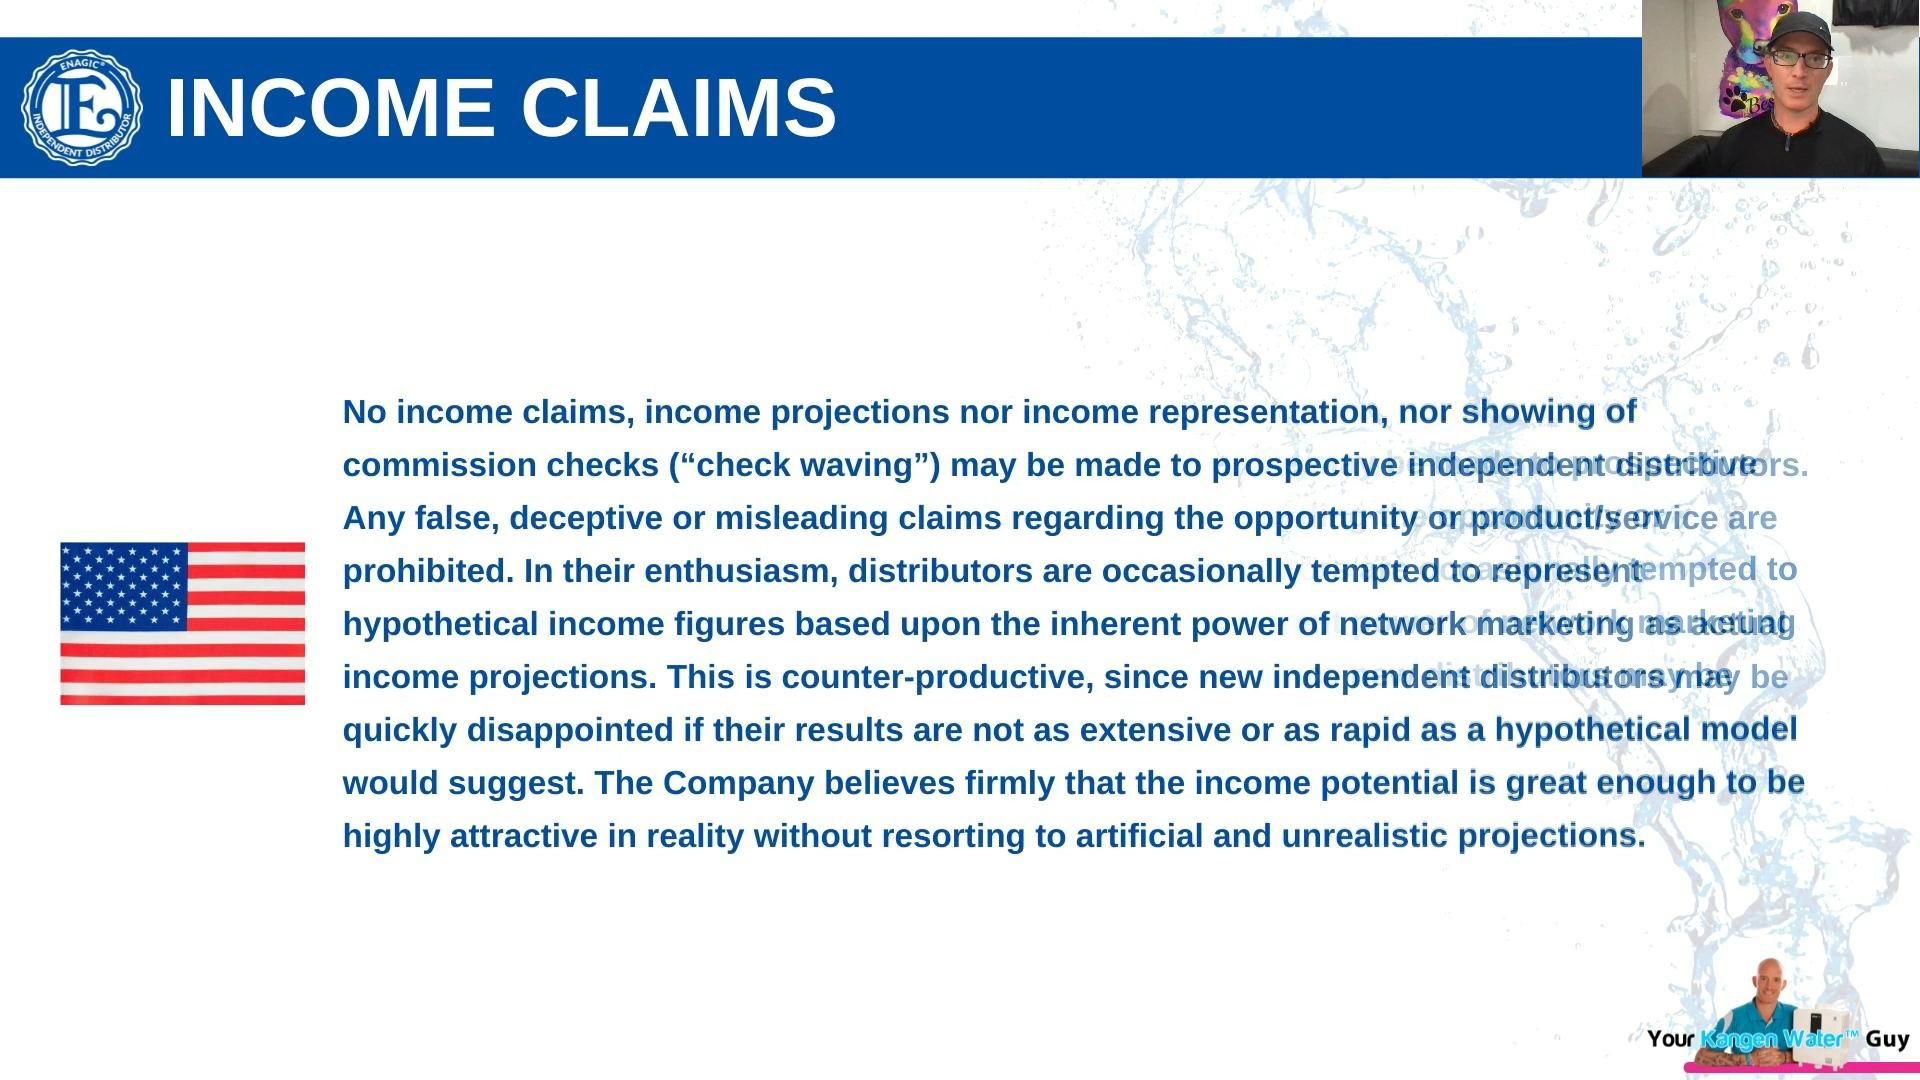 ENAGIC®
E
INDEPENDENT DISTRIBUTOR
INCOME CLAIMS
Bes
No income claims, income projections nor income representation, nor showing of
commission checks (“check waving”) may be made to prospective independent distributors.
Any false, deceptive or misleading claims regarding the opportunity or product/service are
prohibited. In their enthusiasm, distributors are occasionally tempted to represent
hypothetical income figures based upon the inherent power of network marketing as acting
income projections. This is counter-productive, since new independent distributors may be
quickly disappointed if their results are not as extensive or as rapid as a hypothetical model
would suggest. The Company believes firmly that the income potential is great enough to be
highly attractive in reality without resorting to artificial and unrealistic projections.
Your Kangen Water™ Guy